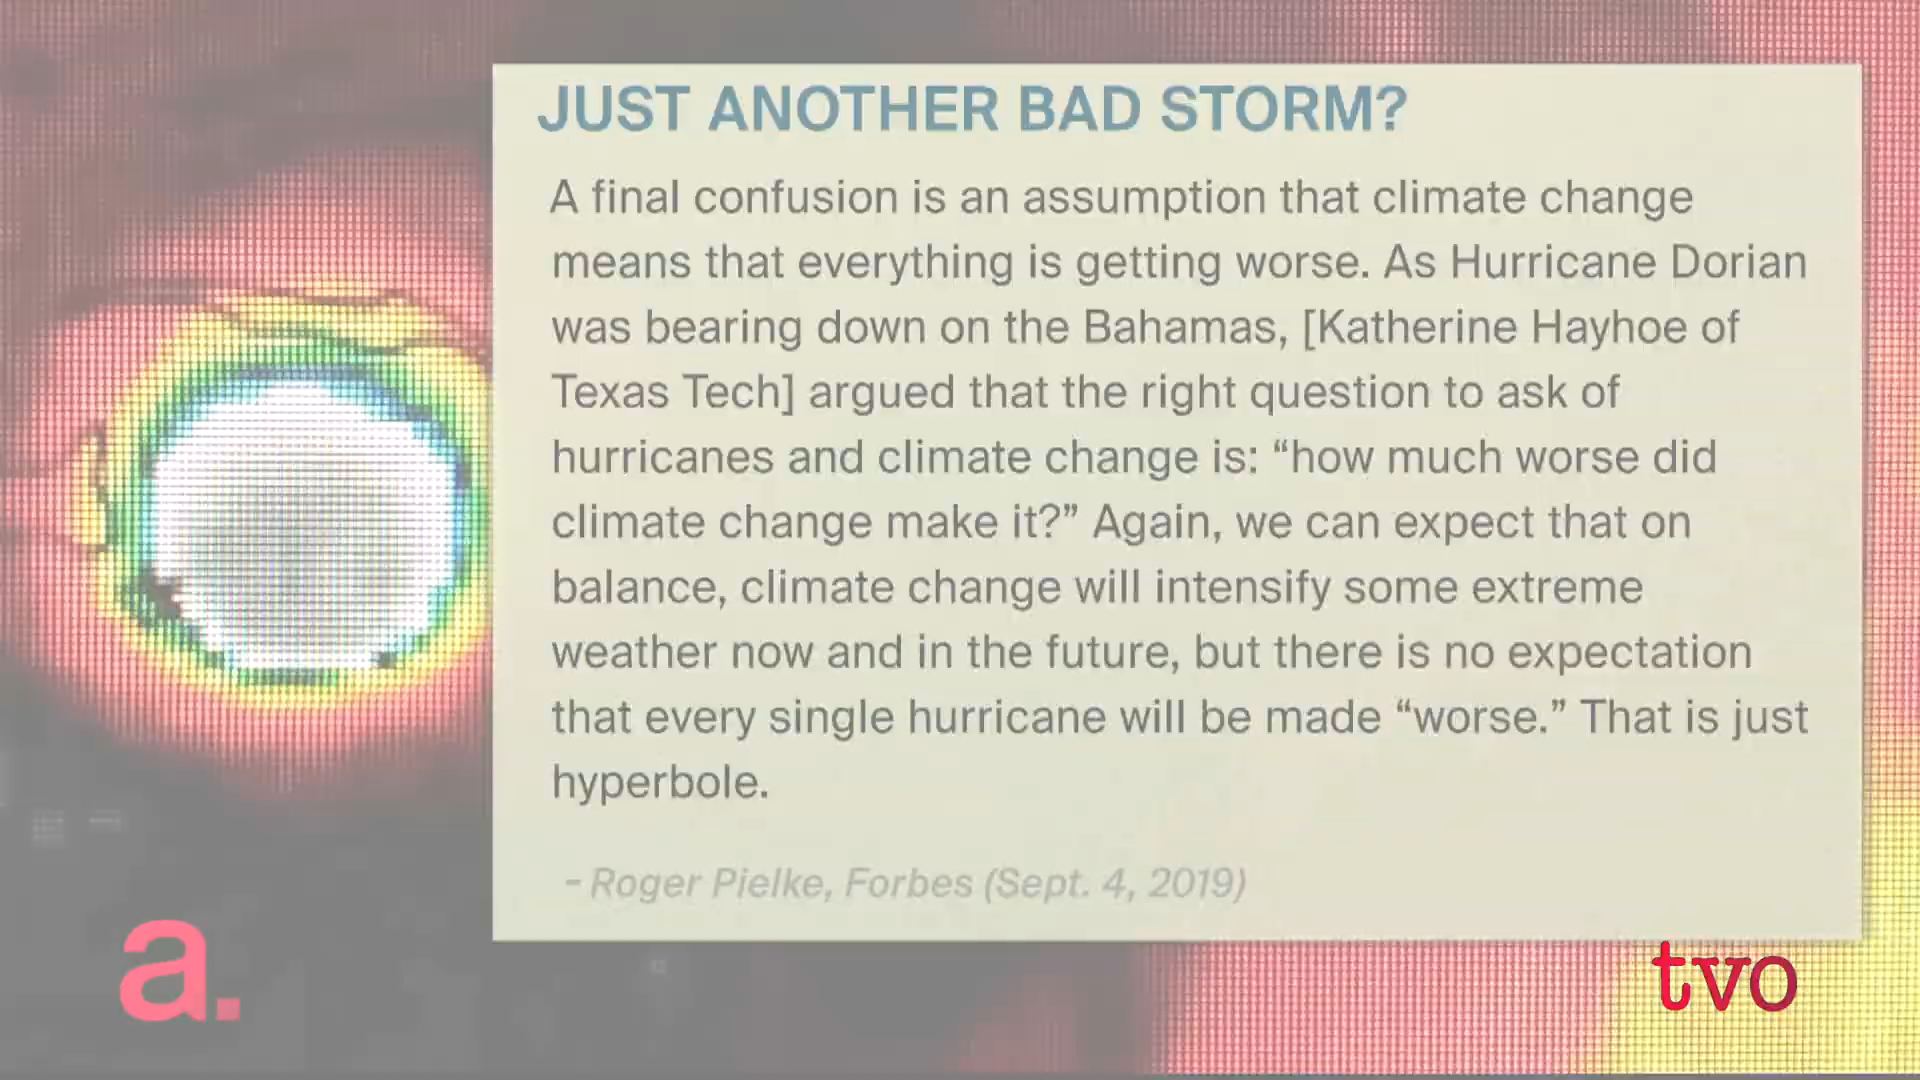 JUST ANOTHER BAD STORM?
A final confusion is an assumption that climate change
means that everything is getting worse. As Hurricane Dorian
was bearing down on the Bahamas, [Katherine Hayhoe of
Texas Tech] argued that the right question to ask of
hurricanes and climate change is: “how much worse did
climate change make it?” Again, we can expect that on
balance, climate change will intensify some extreme
weather now and in the future, but there is no expectation
that every single hurricane will be made “worse.” That is just
hyperbole.
- Roger Pielke, Forbes (Sept. 4, 2019)
a.
tvo